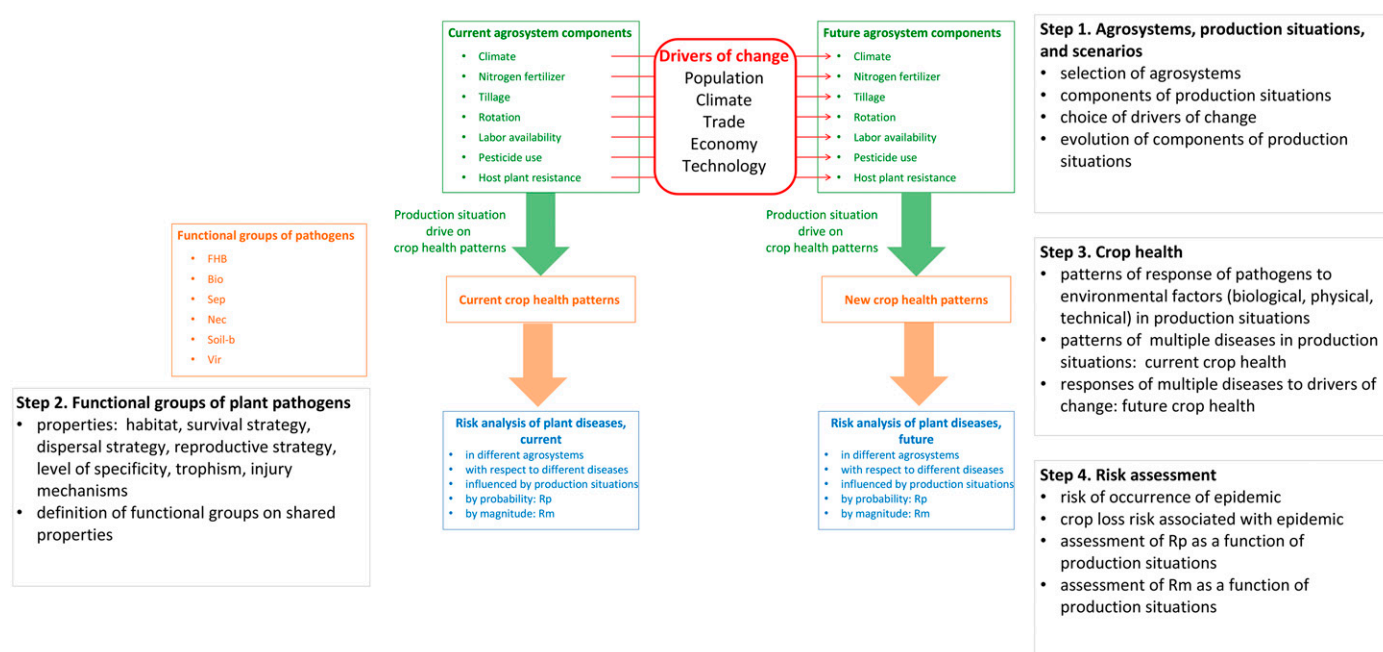 Current agrosystem components
• Climate
• Nitrogen fertilizer
• Tillage
• Rotation
• Labor availability
• Pesticide use
• Host plant resistance
Drivers of change
Population
Climate
Trade
Economy
Technology
Future agrosystem components
• Climate
• Nitrogen fertilizer
• Tillage
• Rotation
• Labor availability
• Pesticide use
• Host plant resistance
Step 1. Agrosystems, production situations,
and scenarios
• selection of agrosystems
• components of production situations
• choice of drivers of change
• evolution of components of production
situations
Production situation
drive on
crop health patterns
Production situation
drive on
crop health patterns
Functional groups of pathogens
• FHB
• Bio
• Sep
• Nec
• Soil-b
• Vir
Current crop health patterns
New crop health patterns
Step 3. Crop health
• patterns of response of pathogens to
environmental factors (biological, physical,
technical) in production situations
• patterns of multiple diseases in production
situations: current crop health
• responses of multiple diseases to drivers of
change: future crop health
Step 2. Functional groups of plant pathogens
• properties: habitat, survival strategy,
dispersal strategy, reproductive strategy,
level of specificity, trophism, injury
mechanisms
• definition of functional groups on shared
properties
Risk analysis of plant diseases,
current
• in different agrosystems
• with respect to different diseases
• influenced by production situations
• by probability: Rp
• by magnitude: Rm
Risk analysis of plant diseases,
future
• in different agrosystems
• with respect to different diseases
• influenced by production situations
• by probability: Rp
• by magnitude: Rm
Step 4. Risk assessment
• risk of occurrence of epidemic
• crop loss risk associated with epidemic
• assessment of Rp as a function of
production situations
• assessment of Rm as a function of
production situations